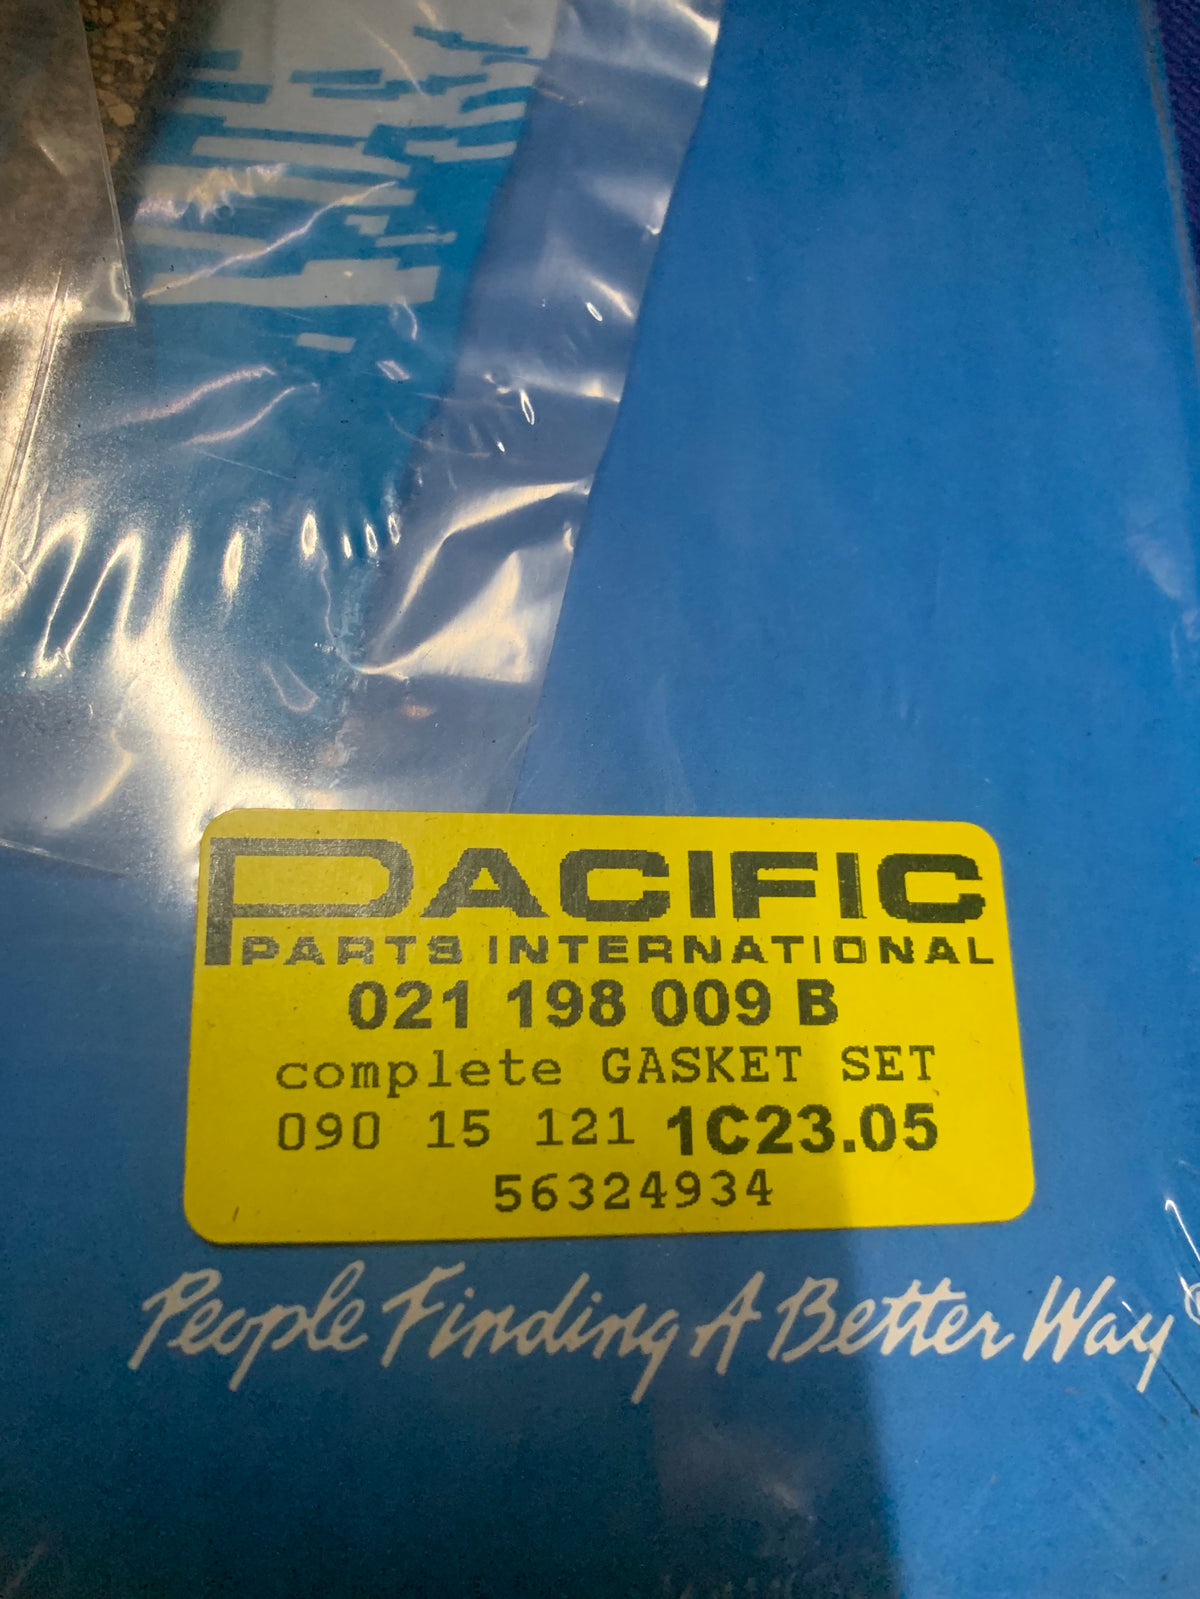 PACIFIC
PARTS INTERNATIONAL
021 198 009 B
complete GASKET SET
090 15 121 1C23.05
56324934
People Finding A Better Way